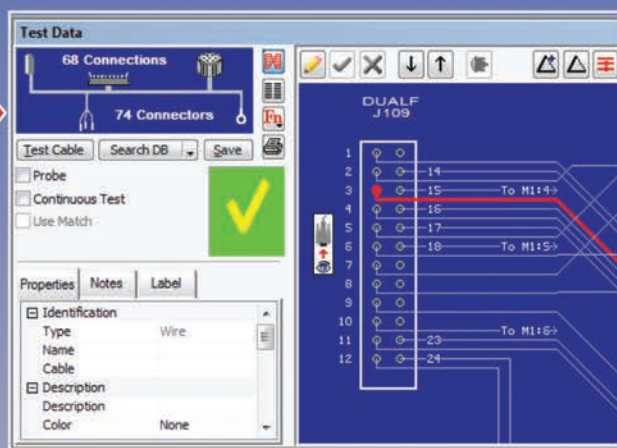 Test Data
68 Connections
74 Connectors
Fn
Test Cable
Search DB
Save
Probe
Continuous Test
Use Match
Properties
Notes
Label
Identification
Type Wire
Name
Cable
Description
Description
Color None
DUALF
J109
1
2 14
3 15 To M1:4
4 16
5 17
6 18 To M1:5
7
8
9
10 To M1:6
11 23
12 24